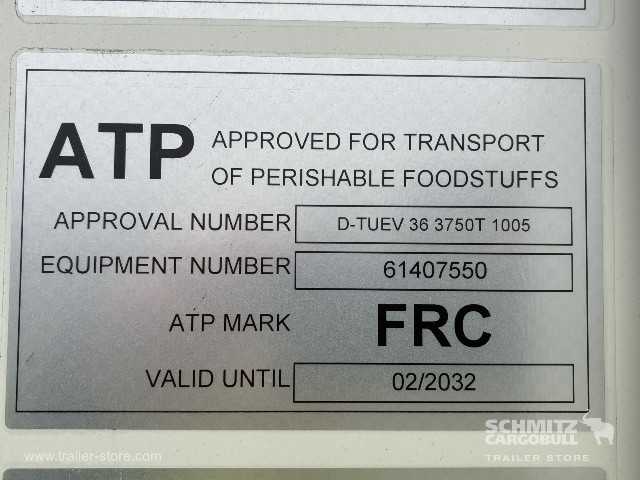 ATP APPROVED FOR TRANSPORT
OF PERISHABLE FOODSTUFFS
APPROVAL NUMBER D-TUEV 36 3750T 1005
EQUIPMENT NUMBER 61407550
ATP MARK FRC
VALID UNTIL 02/2032
SCHMITZ
CARGOBULL
TRAILER STORE
www.trailer-store.com